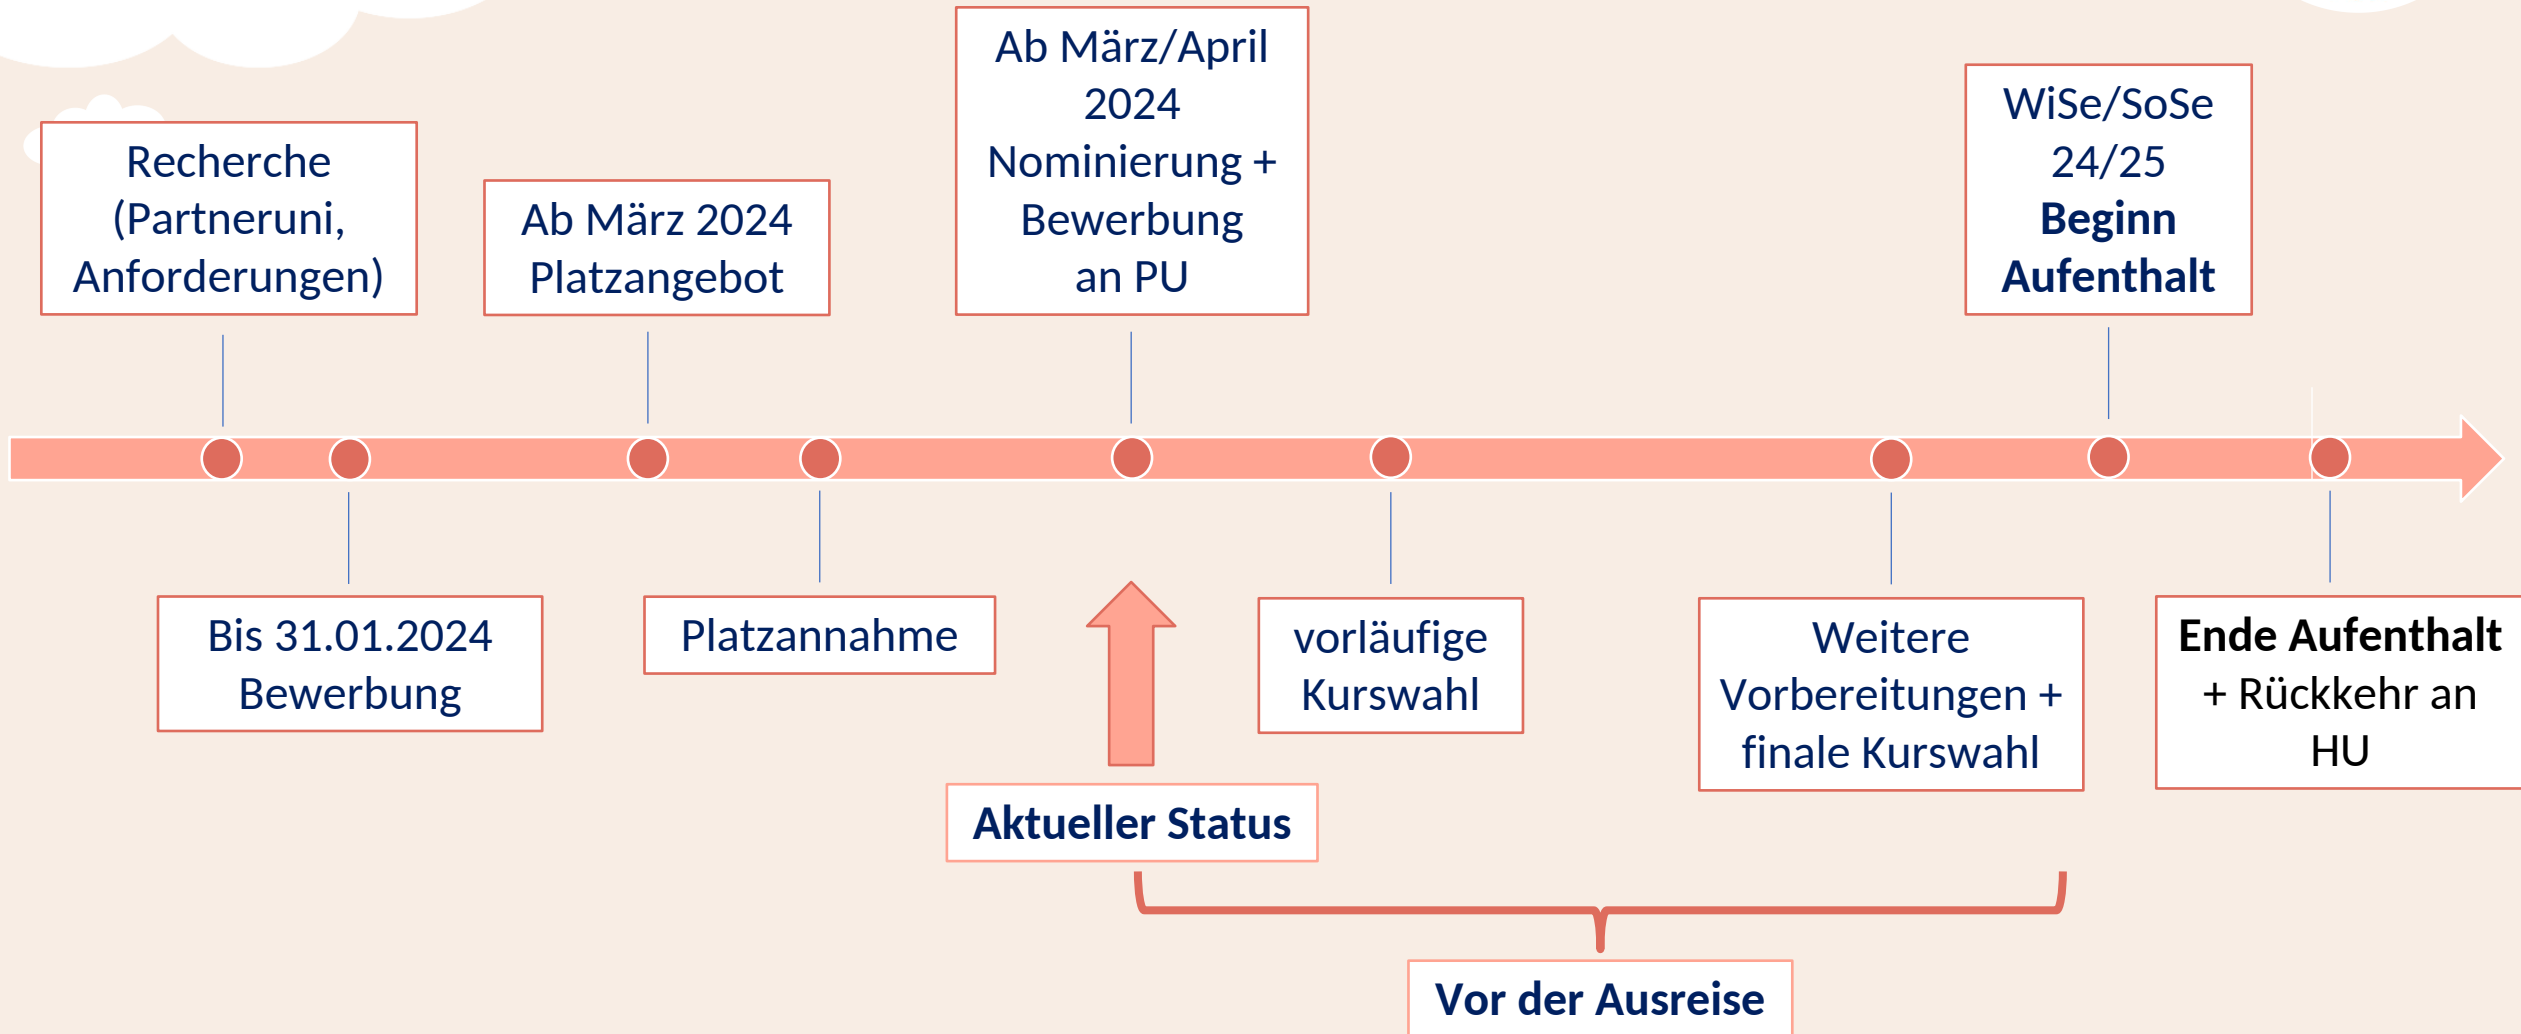 Recherche
(Partneruni,
Anforderungen)
Bis 31.01.2024
Bewerbung
Ab März 2024
Platzangebot
Platzannahme
Ab März/April
2024
Nominierung +
Bewerbung
an PU
Aktueller Status
vorläufige
Kurswahl
Weitere
Vorbereitungen +
finale Kurswahl
WiSe/SoSe
24/25
Beginn
Aufenthalt
Ende Aufenthalt
+ Rückkehr an
HU
Vor der Ausreise